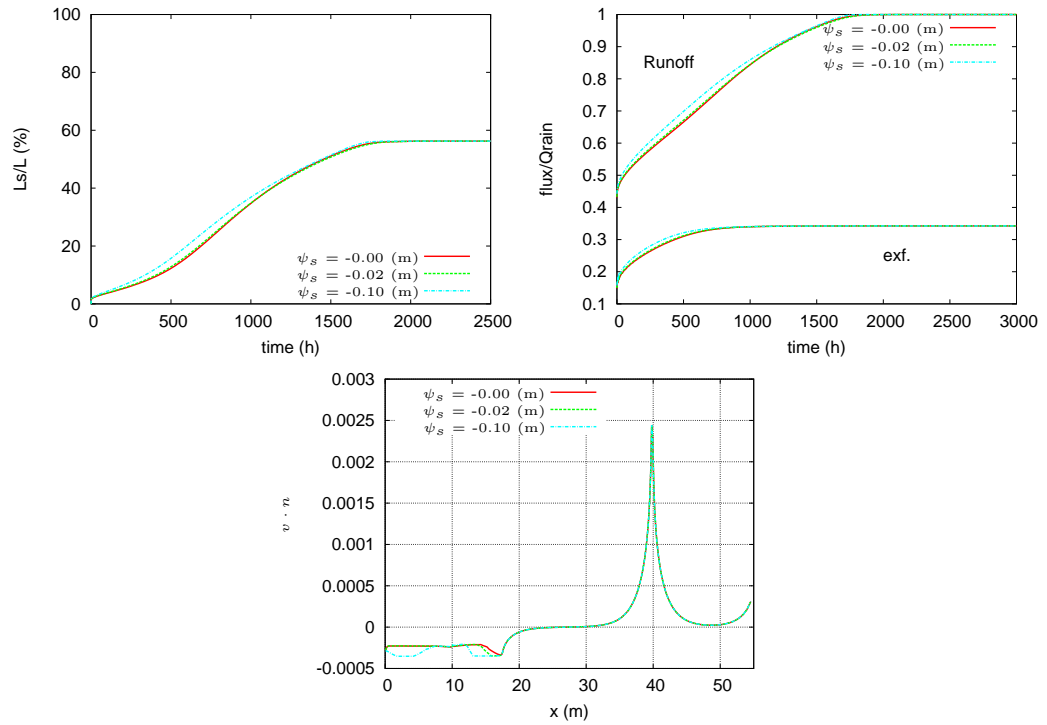 Ls/L (%)
100
80
60
40
20
0
ψs = -0.00 (m)
ψs = -0.02 (m)
ψs = -0.10 (m)
0 500 1000 1500 2000 2500
time (h)
flux/Qrain
1
0.9
0.8
0.7
0.6
0.5
0.4
0.3
0.2
0.1
ψs = -0.00 (m)
ψs = -0.02 (m)
ψs = -0.10 (m)
Runoff
exf.
0 500 1000 1500 2000 2500 3000
time (h)
v · n
0.003
0.0025
0.002
0.0015
0.001
0.0005
0
-0.0005
ψs = -0.00 (m)
ψs = -0.02 (m)
ψs = -0.10 (m)
0 10 20 30 40 50
x (m)